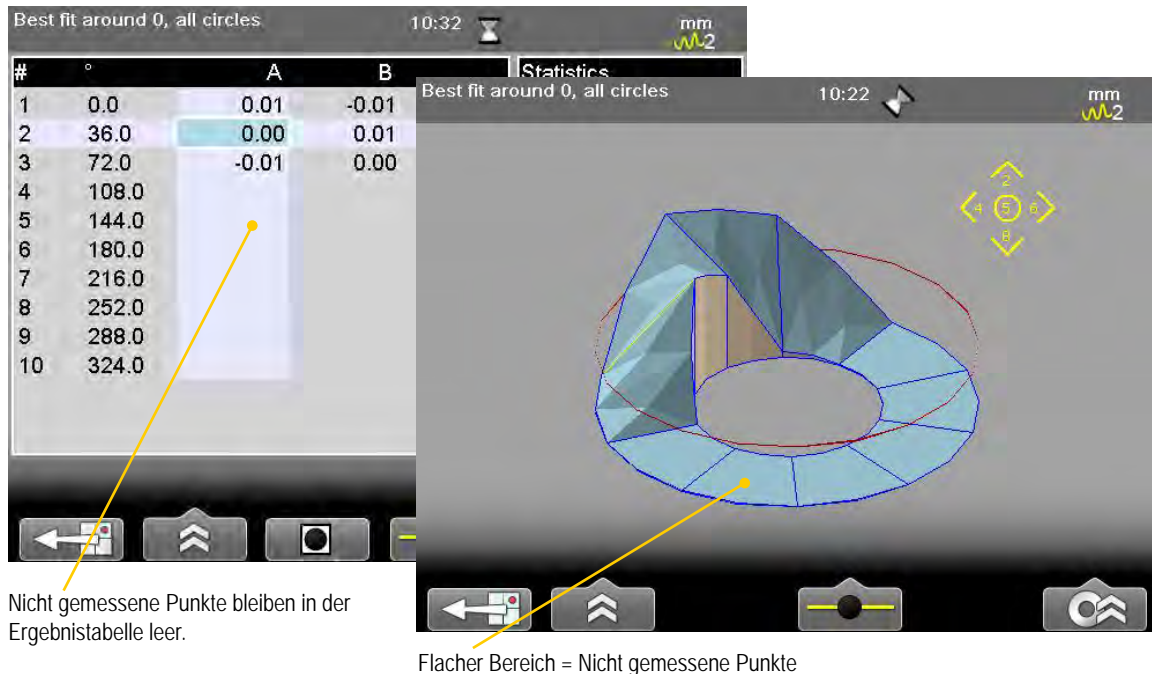 Best fit around 0, all circles 10:32 mm
2
# ° A B Statistics
1 0.0 0.01 -0.01
2 36.0 0.00 0.01
3 72.0 -0.01 0.00
4 108.0
5 144.0
6 180.0
7 216.0
8 252.0
9 288.0
10 324.0
Best fit around 0, all circles 10:22 mm
2
2
4 5 6
8
Nicht gemessene Punkte bleiben in der
Ergebnistabelle leer.
Flacher Bereich = Nicht gemessene Punkte